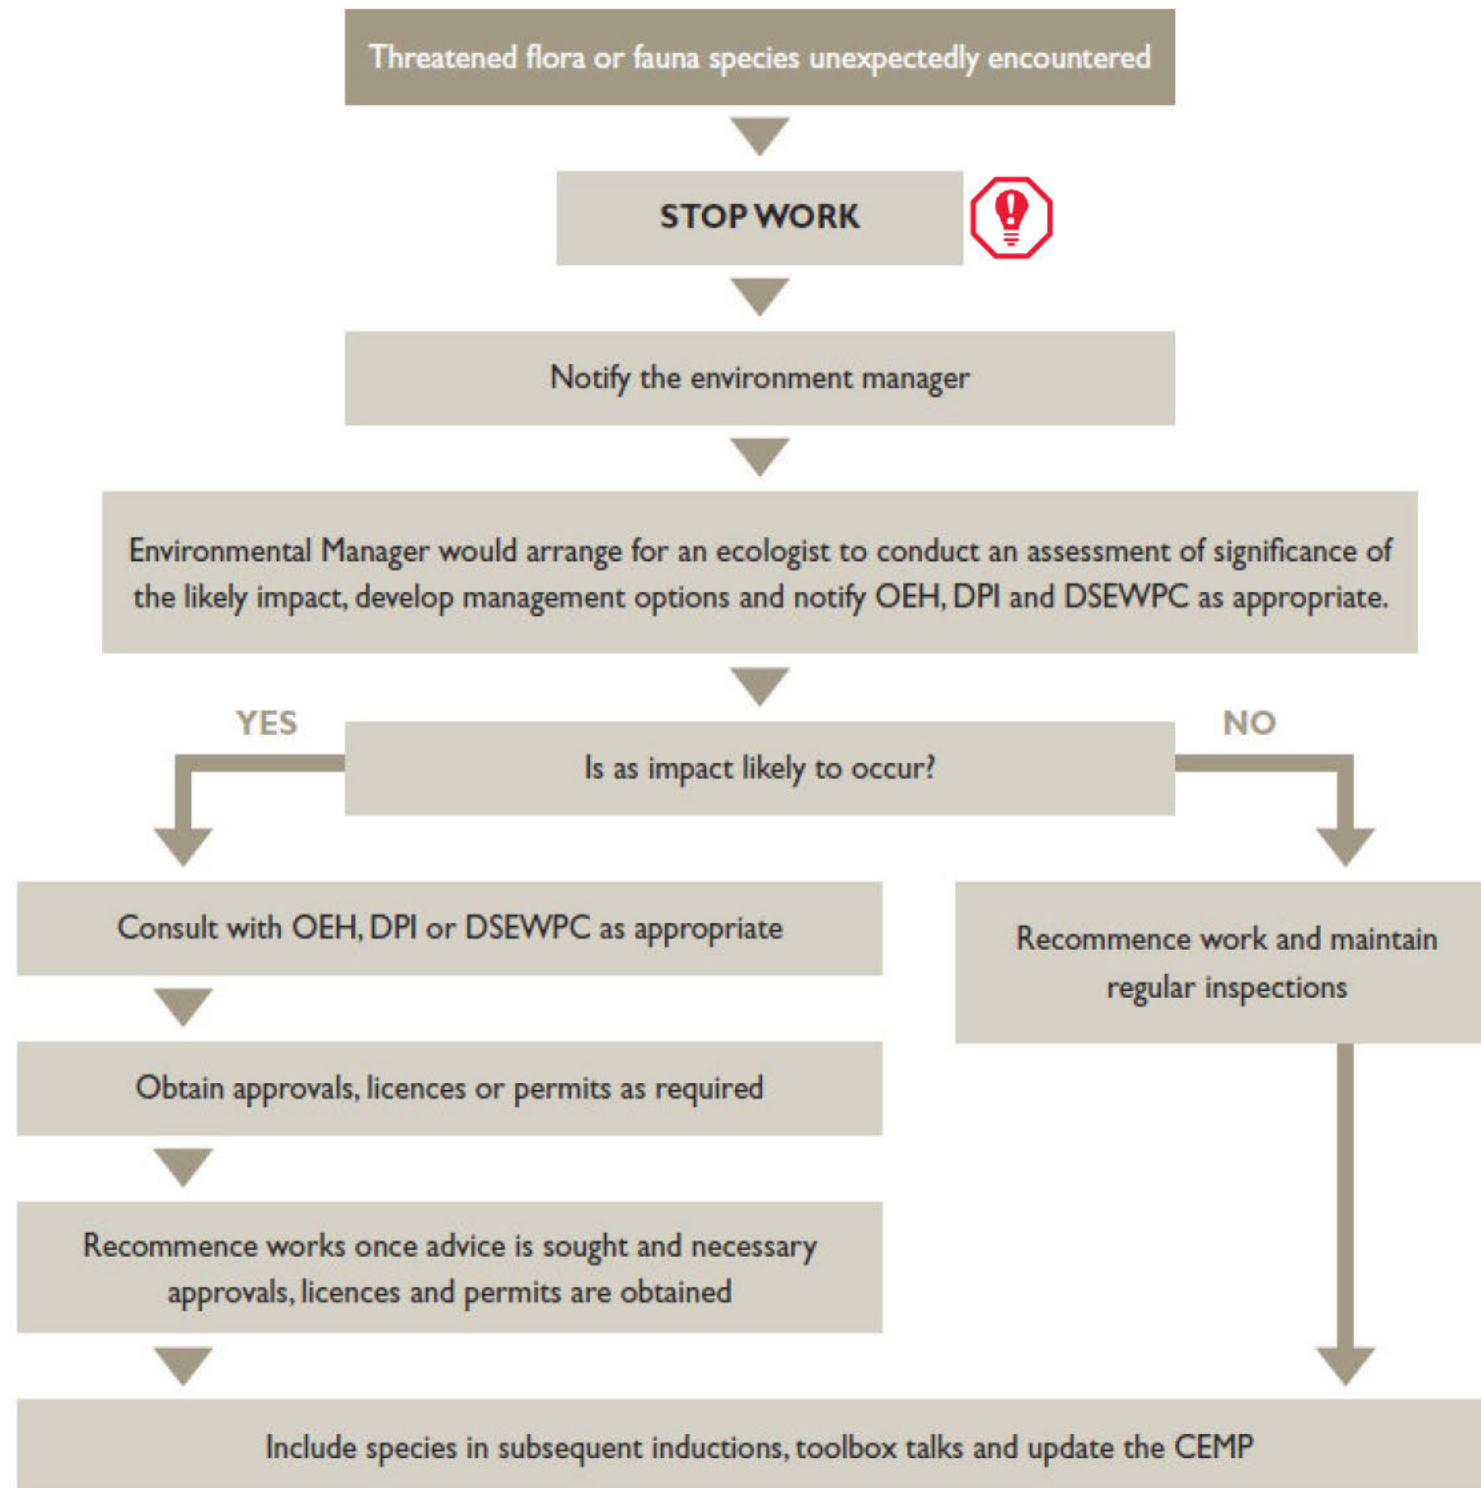 Threatened flora or fauna species unexpectedly encountered
STOP WORK
Notify the environment manager
Environmental Manager would arrange for an ecologist to conduct an assessment of significance of
the likely impact, develop management options and notify OEH, DPI and DSEWPC as appropriate.
YES
NO
Is as impact likely to occur?
Consult with OEH, DPI or DSEWPC as appropriate
Recommence work and maintain
regular inspections
Obtain approvals, licences or permits as required
Recommence works once advice is sought and necessary
approvals, licences and permits are obtained
Include species in subsequent inductions, toolbox talks and update the CEMP